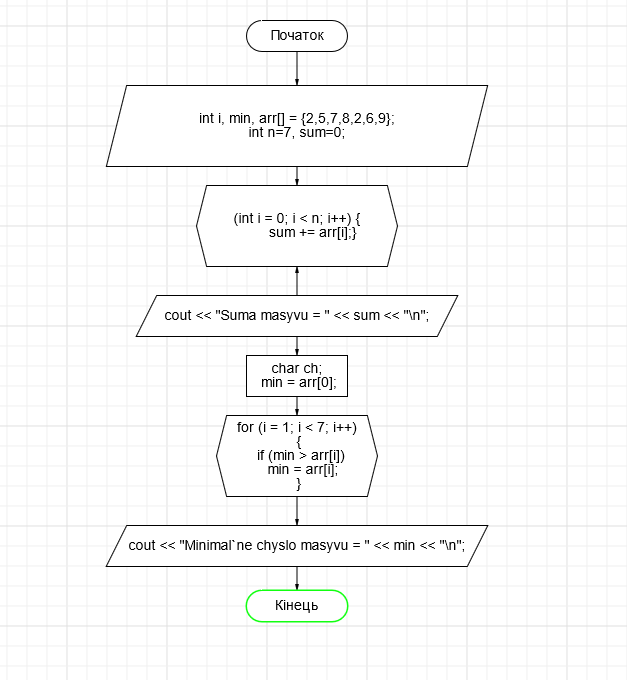 Початок
int i, min, arr[] = {2,5,7,8,2,6,9};
int n=7, sum=0;
(int i = 0; i < n; i++) {
sum += arr[i];}
cout << "Suma masyvu = " << sum << "\n";
char ch;
min = arr[0];
for (i = 1; i < 7; i++)
{
if (min > arr[i])
min = arr[i];
}
cout << "Minimal`ne chyslo masyvu = " << min << "\n";
Кінець